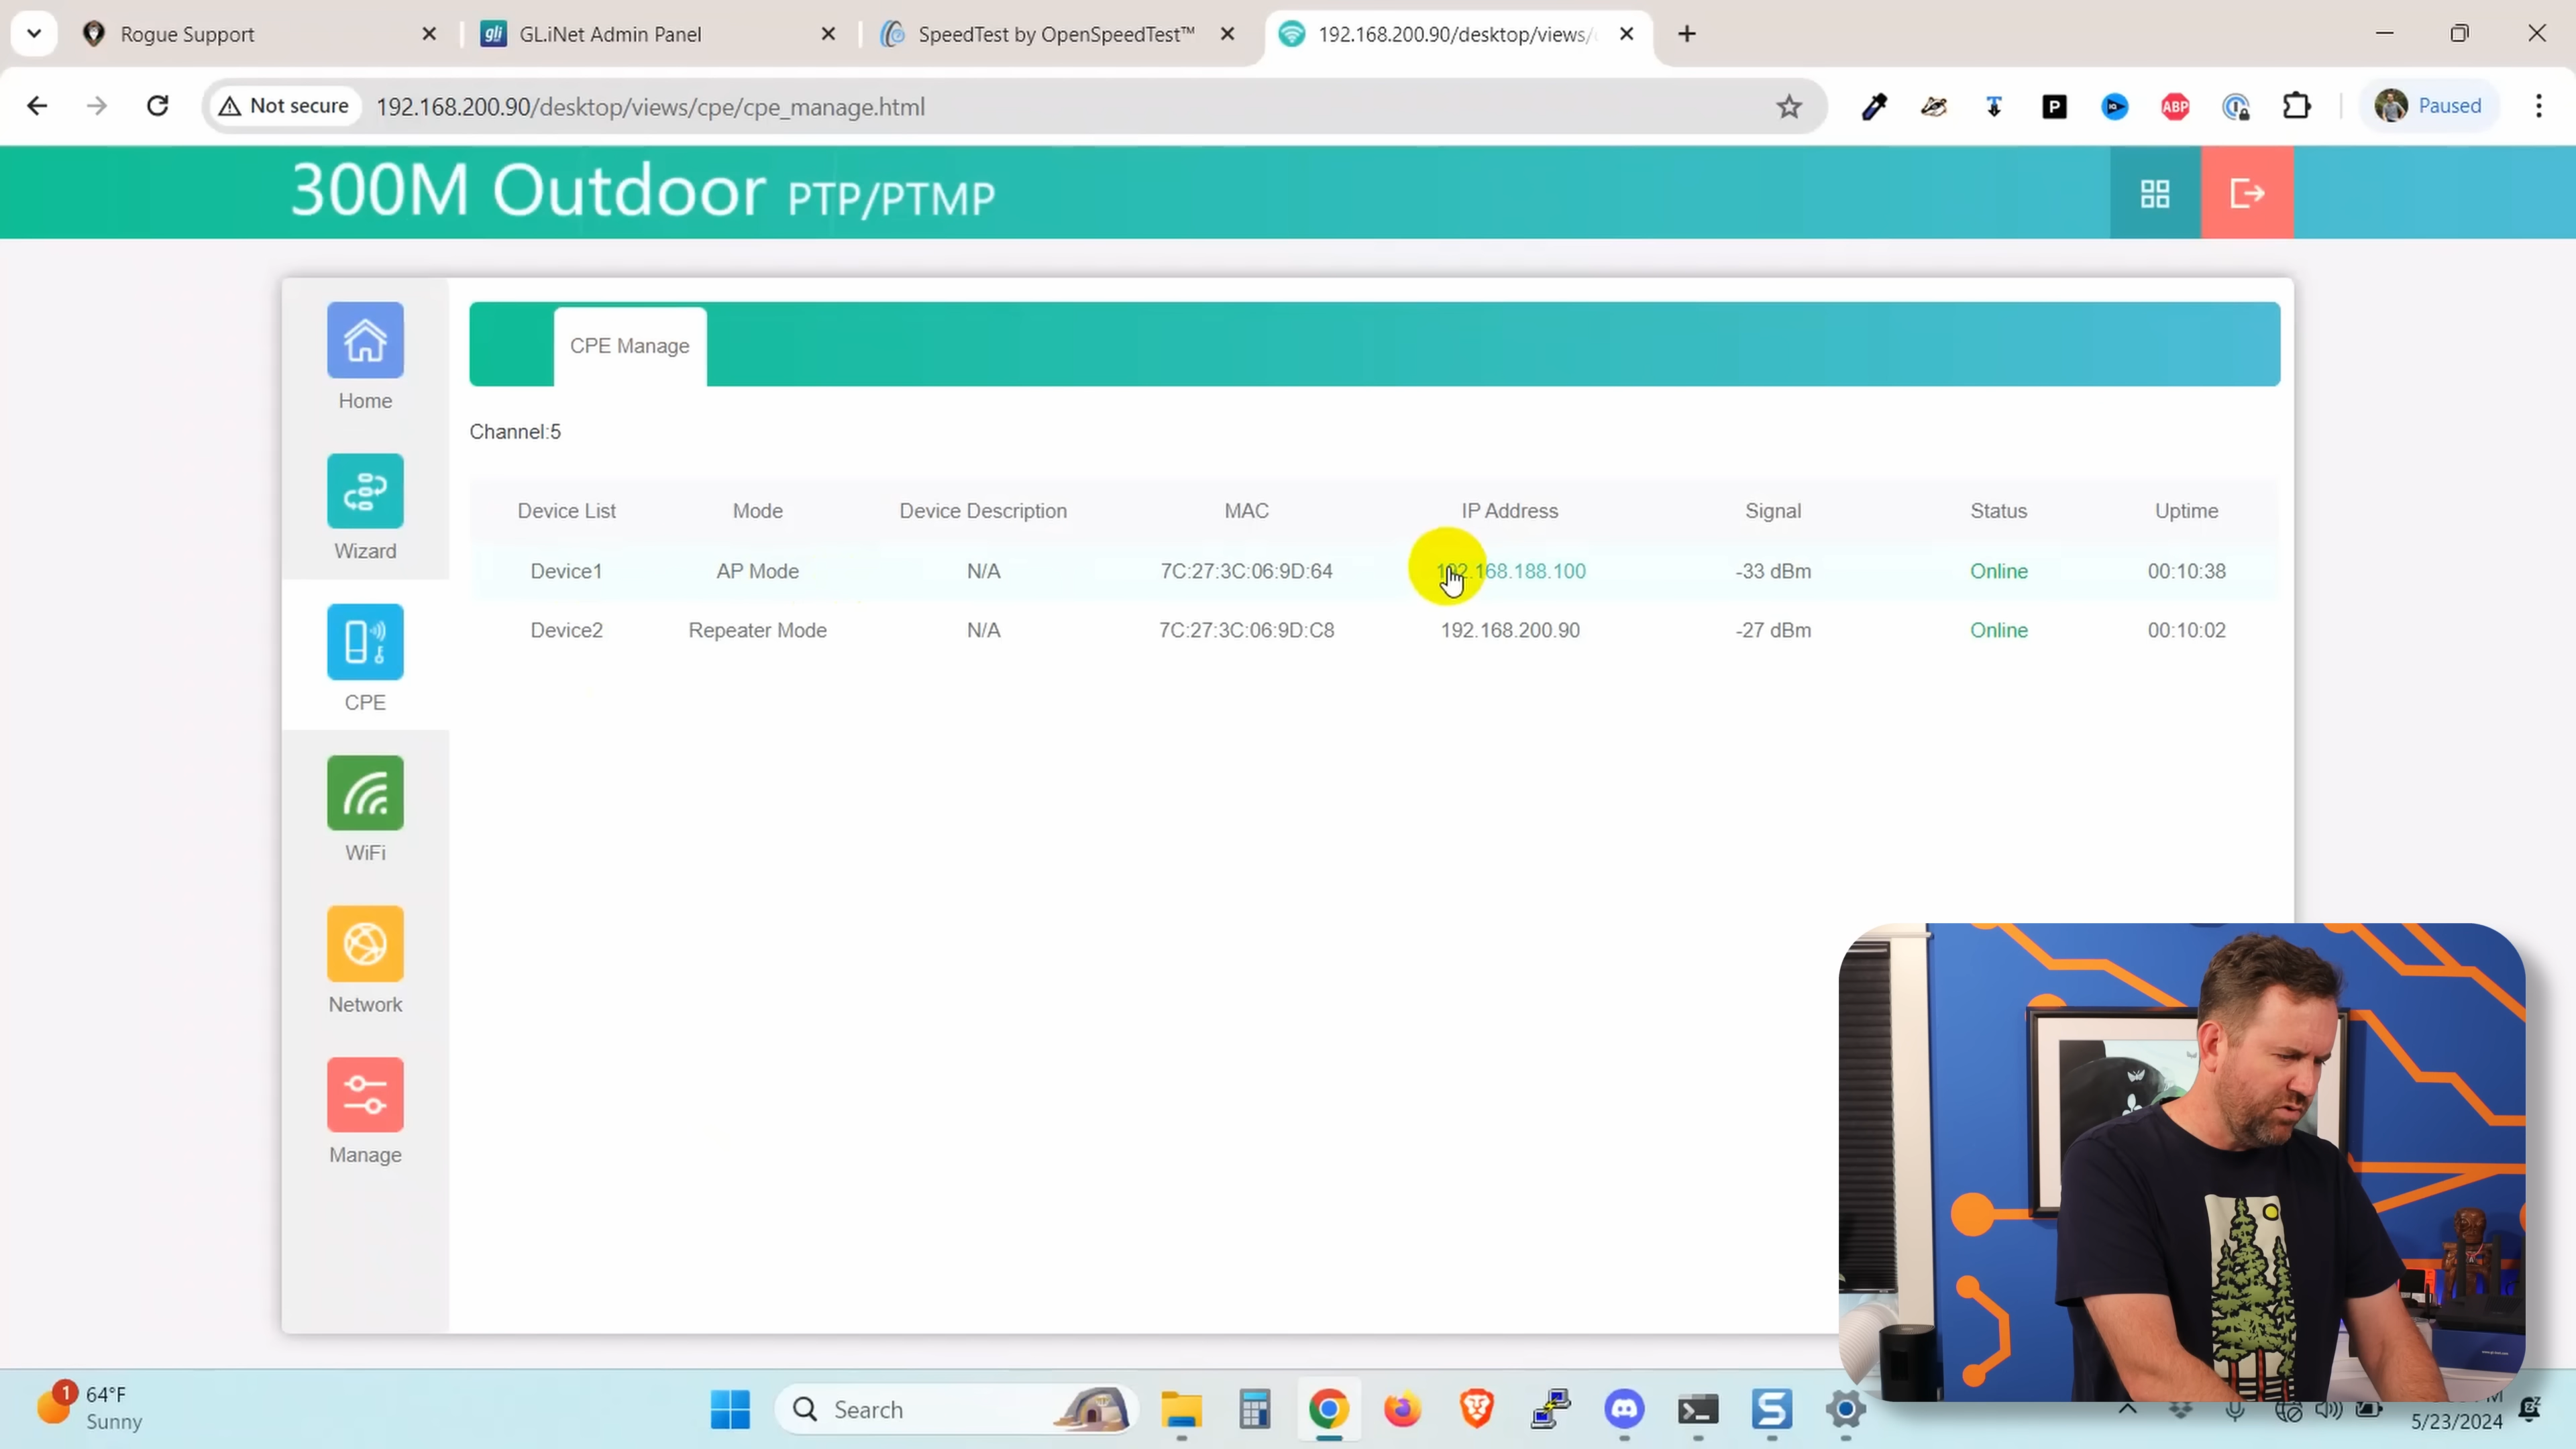 Rogue Support
GL.iNet Admin Panel
SpeedTest by OpenSpeedTest™
192.168.200.90/desktop/views/
Not secure
192.168.200.90/desktop/views/cpe/cpe_manage.html
P
ABP
Paused
300M Outdoor PTP/PTMP
Home
Wizard
CPE
WiFi
Network
Manage
CPE Manage
Channel:5
Device List Mode Device Description MAC IP Address Signal Status Uptime
Device1 AP Mode N/A 7C:27:3C:06:9D:64 192.168.188.100 -33 dBm Online 00:10:38
Device2 Repeater Mode N/A 7C:27:3C:06:9D:C8 192.168.200.90 -27 dBm Online 00:10:02
1
64°F
Sunny
Search
5/23/2024